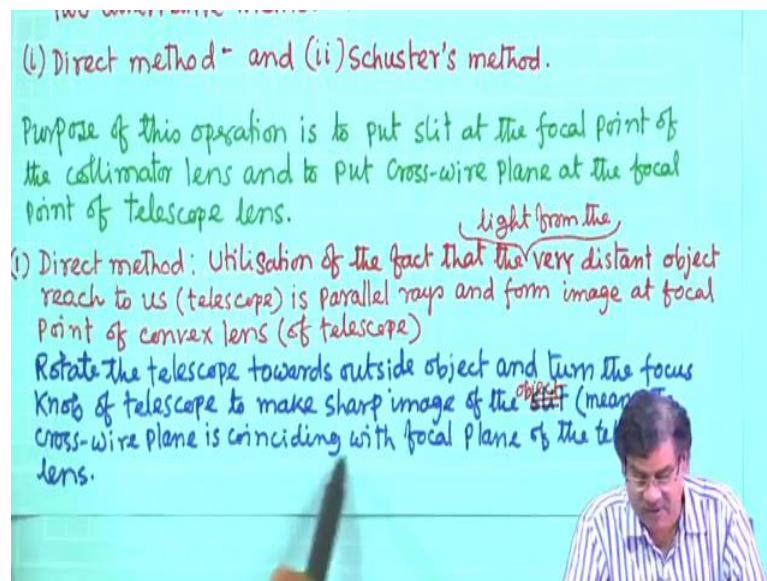 (i) Direct method - and (ii) Schuster's method.
Purpose of this operation is to put slit at the focal point of
the collimator lens and to put cross-wire plane at the focal
point of telescope lens.
light from the
(1) Direct method: Utilisation of the fact that the very distant object
reach to us (telescope) is parallel rays and form image at focal
point of convex lens (of telescope)
Rotate the telescope towards outside object and turn the focus
object
Knob of telescope to make sharp image of the slit (mean
cross-wire plane is coinciding with focal plane of the
lens.